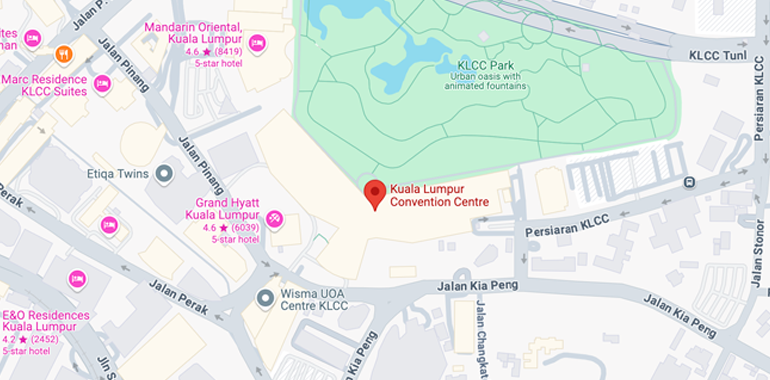 Jalan P
ites
nan
Mandarin Oriental,
Kuala Lumpur
4.6 ★ (8419)
5-star hotel
Jalan Pinang
Marc Residence
KLCC Suites
KLCC Park
Urban oasis with
animated fountains
KLCC Tunl
Persiaran KLCC
Jalan Pinang
Etiqa Twins
Kuala Lumpur
Convention Centre
Perak
Grand Hyatt
Kuala Lumpur
4.6 ★ (6039)
5-star hotel
Persiaran KLCC
Jalan Stonor
Jalan Perak
Wisma UOA
Centre KLCC
Jalan Kia Peng
Jalan Kia Peng
E&O Residences
Kuala Lumpur
4.2 ★ (2452)
5-star hotel
Jln S
Jalan Kia Peng
Jalan Changkat